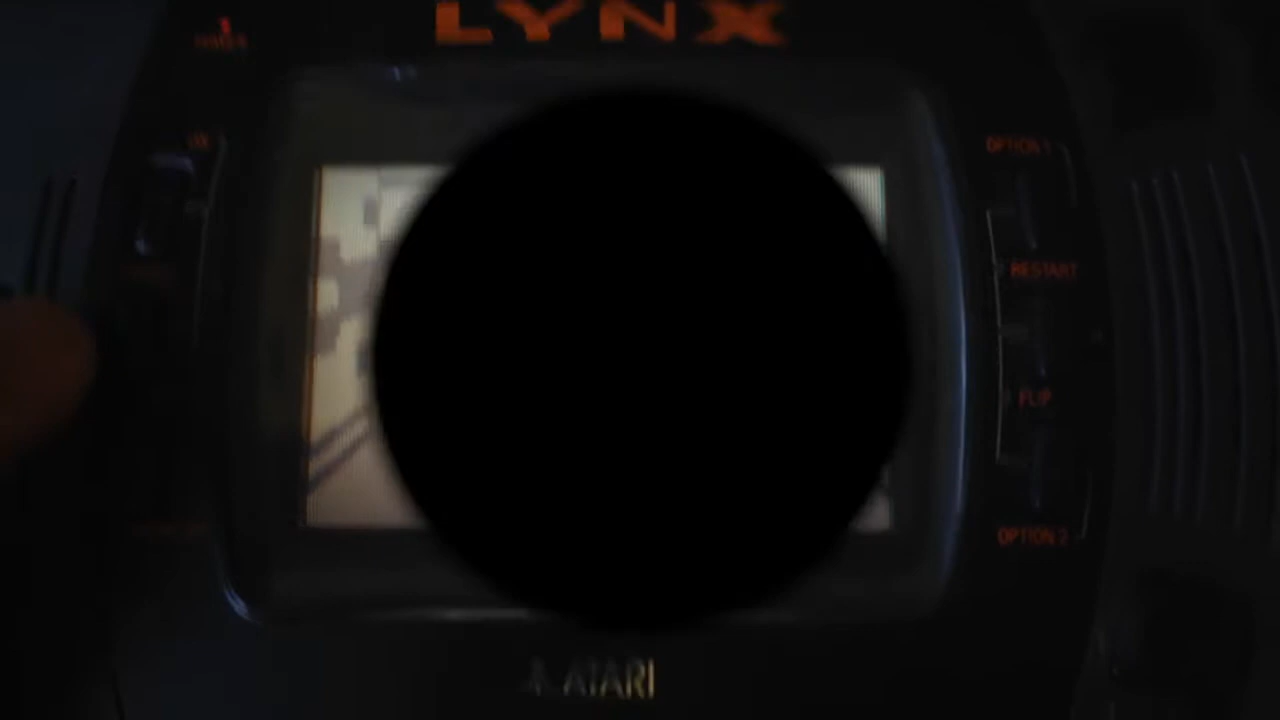 LYNX
OPTION 1
RESTART
FLIP
OPTION 2
ATARI